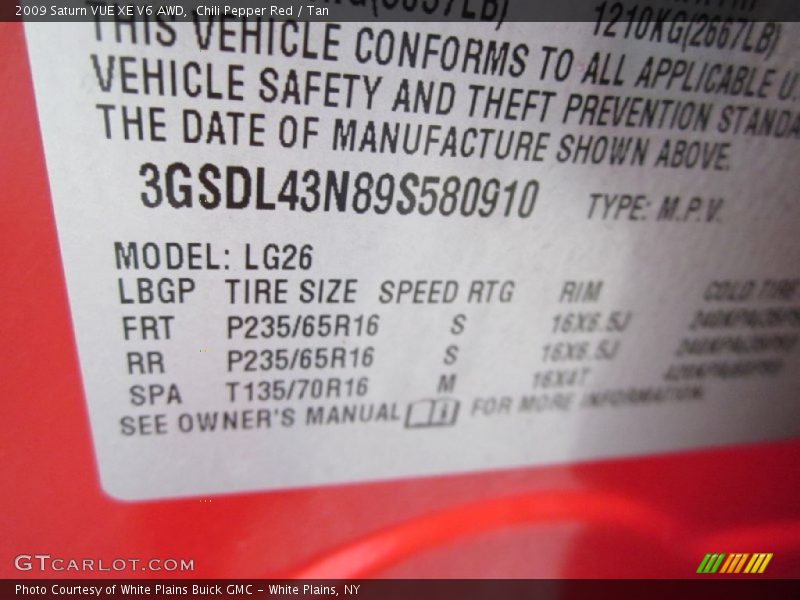 2009 Saturn VUE XE V6 AWD, Chili Pepper Red / Tan
1210KG(2667LB)
THIS VEHICLE CONFORMS TO ALL APPLICABLE U.
VEHICLE SAFETY AND THEFT PREVENTION STANDA
THE DATE OF MANUFACTURE SHOWN ABOVE.
3GSDL43N89S580910 TYPE: M.P.V.
MODEL: LG26
LBGP TIRE SIZE SPEED RTG RIM COLD TIRE
FRT P235/65R16 S 16X6.5J
RR P235/65R16 S 16X6.5J
SPA T135/70R16 M 16X4T
SEE OWNER'S MANUAL FOR MORE INFORMATION
GTCARLOT.COM
Photo Courtesy of White Plains Buick GMC - White Plains, NY